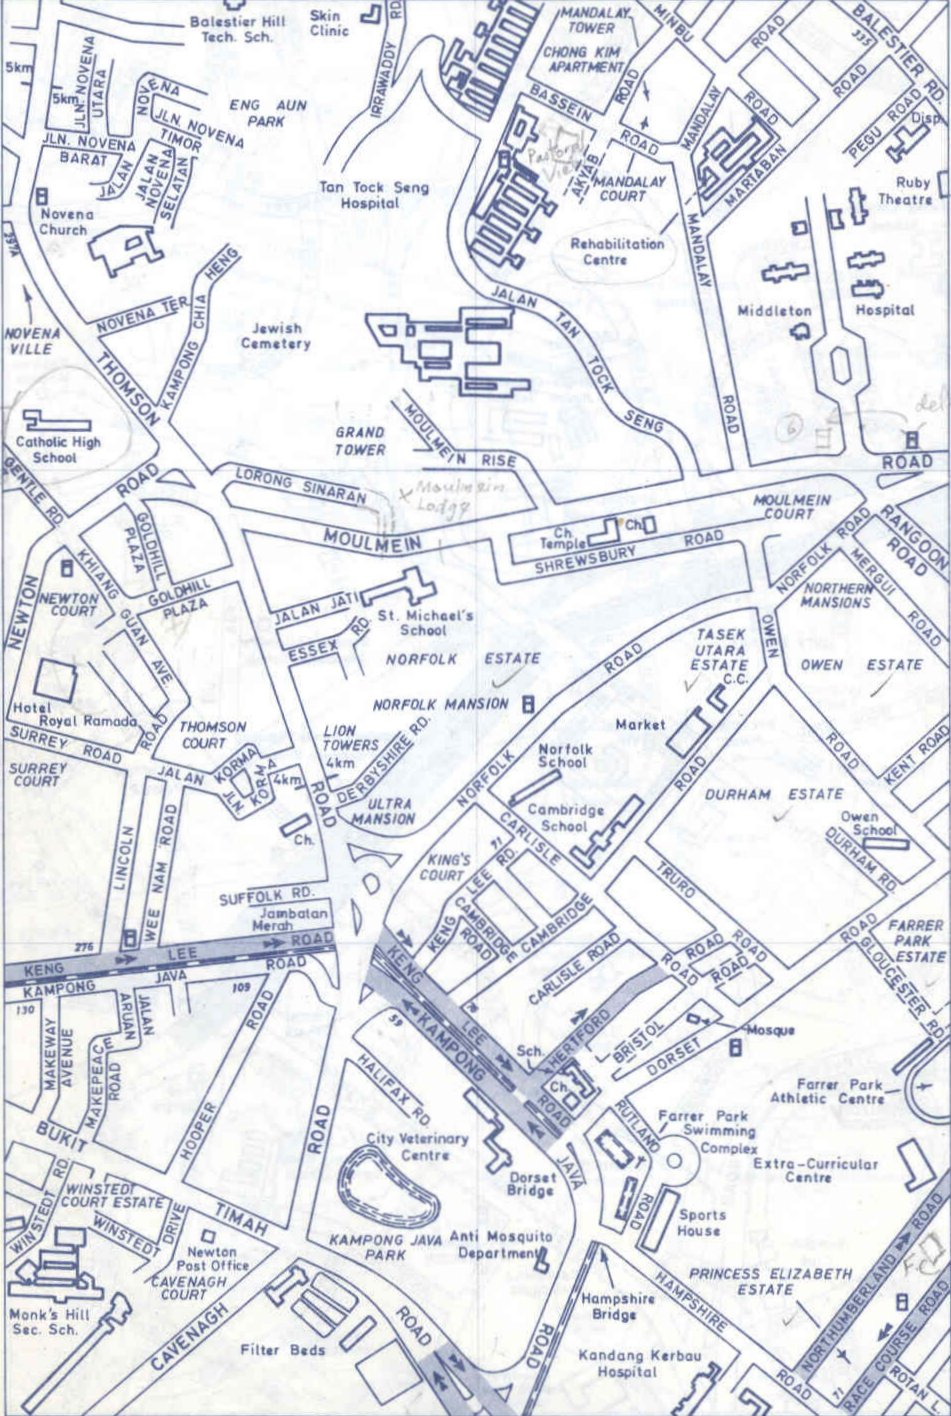 Balestier Hill
Tech. Sch.
Skin
Clinic
IRRAWADDY RD
MANDALAY
TOWER
CHONG KIM
APARTMENT
MINBU
ROAD
BALESTIER RD
335
5km
5km
JLN. NOVENA
UTARA
NOVENA
JLN. NOVENA
TIMOR
ENG AUN
PARK
BASSEIN
ROAD
ROAD
MANDALAY
ROAD
ROAD
PEGU ROAD
Disp
JLN. NOVENA
BARAT
JALAN
JALAN
NOVENA
SELATAN
Pastoral
View
AKYAB
MANDALAY
COURT
MARTABAN
Ruby
Theatre
Novena
Church
Tan Tock Seng
Hospital
Rehabilitation
Centre
MANDALAY
ROAD
355A
NOVENA
VILLE
NOVENA TER
KAMPONG CHIA HENG
Jewish
Cemetery
JALAN TAN TOCK SENG
Middleton
Hospital
THOMSON
ROAD
Catholic High
School
GRAND
TOWER
MOULMEIN RISE
6
del
ROAD
GENTLE RD.
LORONG SINARAN
Moulmein
Lodge
MOULMEIN
Ch.
Temple
Ch.
SHREWSBURY ROAD
MOULMEIN
COURT
NORFOLK ROAD
RANGOON
ROAD
GOLDHILL
PLAZA
GOLDHILL
PLAZA
KHIANG GUAN AVE
NEWTON
NEWTON
COURT
JALAN JATI
ESSEX RD.
St. Michael's
School
MERGUI
ROAD
NORTHERN
MANSIONS
NORFOLK ESTATE
ROAD
TASEK
UTARA
ESTATE
C.C.
OWEN
OWEN ESTATE
Hotel
Royal Ramada
NORFOLK MANSION
Market
SURREY ROAD
ROAD
THOMSON
COURT
LION
TOWERS
4km
DERBYSHIRE RD.
Norfolk
School
ROAD
ROAD
KENT ROAD
SURREY
COURT
JALAN KORMA
JLN. KORMA
4km
ROAD
ULTRA
MANSION
NORFOLK
Cambridge
School
DURHAM ESTATE
Owen
School
DURHAM RD.
LINCOLN
WEE NAM ROAD
Ch.
KING'S
COURT
71
CARLISLE
TRURO
ROAD
SUFFOLK RD.
Jambatan
Merah
KENG LEE RD.
CAMBRIDGE
ROAD
CAMBRIDGE
ROAD
ROAD
FARRER
PARK
ESTATE
276
KENG LEE ROAD
KAMPONG JAVA ROAD
KENG LEE
KAMPONG
CARLISLE ROAD
ROAD
ROAD
GLOUCESTER RD.
130
109
59
76
MAKEWAY
AVENUE
MAKEPEACE
ROAD
JALAN
ARUAN
HOOPER
ROAD
HERTFORD
BRISTOL
DORSET
Mosque
Sch.
Ch.
HALIFAX RD.
ROAD
Farrer Park
Athletic Centre
BUKIT
TIMAH
ROAD
City Veterinary
Centre
Dorset
Bridge
JAVA
RUTLAND
ROAD
Farrer Park
Swimming
Complex
Extra-Curricular
Centre
WINSTEDT RD
WINSTEDT
COURT ESTATE
WINSTEDT
DRIVE
Newton
Post Office
CAVENAGH
COURT
KAMPONG JAVA
PARK
Anti Mosquito
Department
Sports
House
PRINCESS ELIZABETH
ESTATE
F.C
Monk's Hill
Sec. Sch.
CAVENAGH
Filter Beds
ROAD
ROAD
Hampshire
Bridge
HAMPSHIRE
ROAD
Kandang Kerbau
Hospital
NORTHUMBERLAND ROAD
RACE COURSE ROAD
71
ROTAN
L.